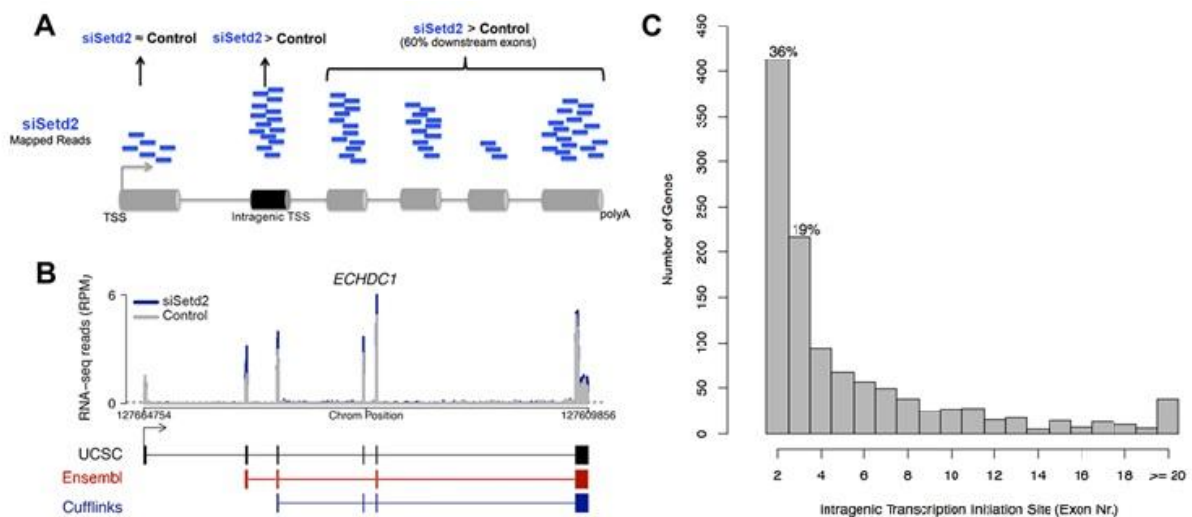 A
siSetd2 ≈ Control
siSetd2 > Control
siSetd2 > Control
(60% downstream exons)
siSetd2
Mapped Reads
TSS
Intragenic TSS
polyA
B
ECHDC1
RNA-seq reads (RPM)
6
0
siSetd2
Control
127664754
Chrom Position
127609856
UCSC
Ensembl
Cufflinks
C
Number of Genes
450
400
350
300
250
200
150
100
50
0
36%
19%
2 4 6 8 10 12 14 16 18 >= 20
Intragenic Transcription Initiation Site (Exon Nr.)